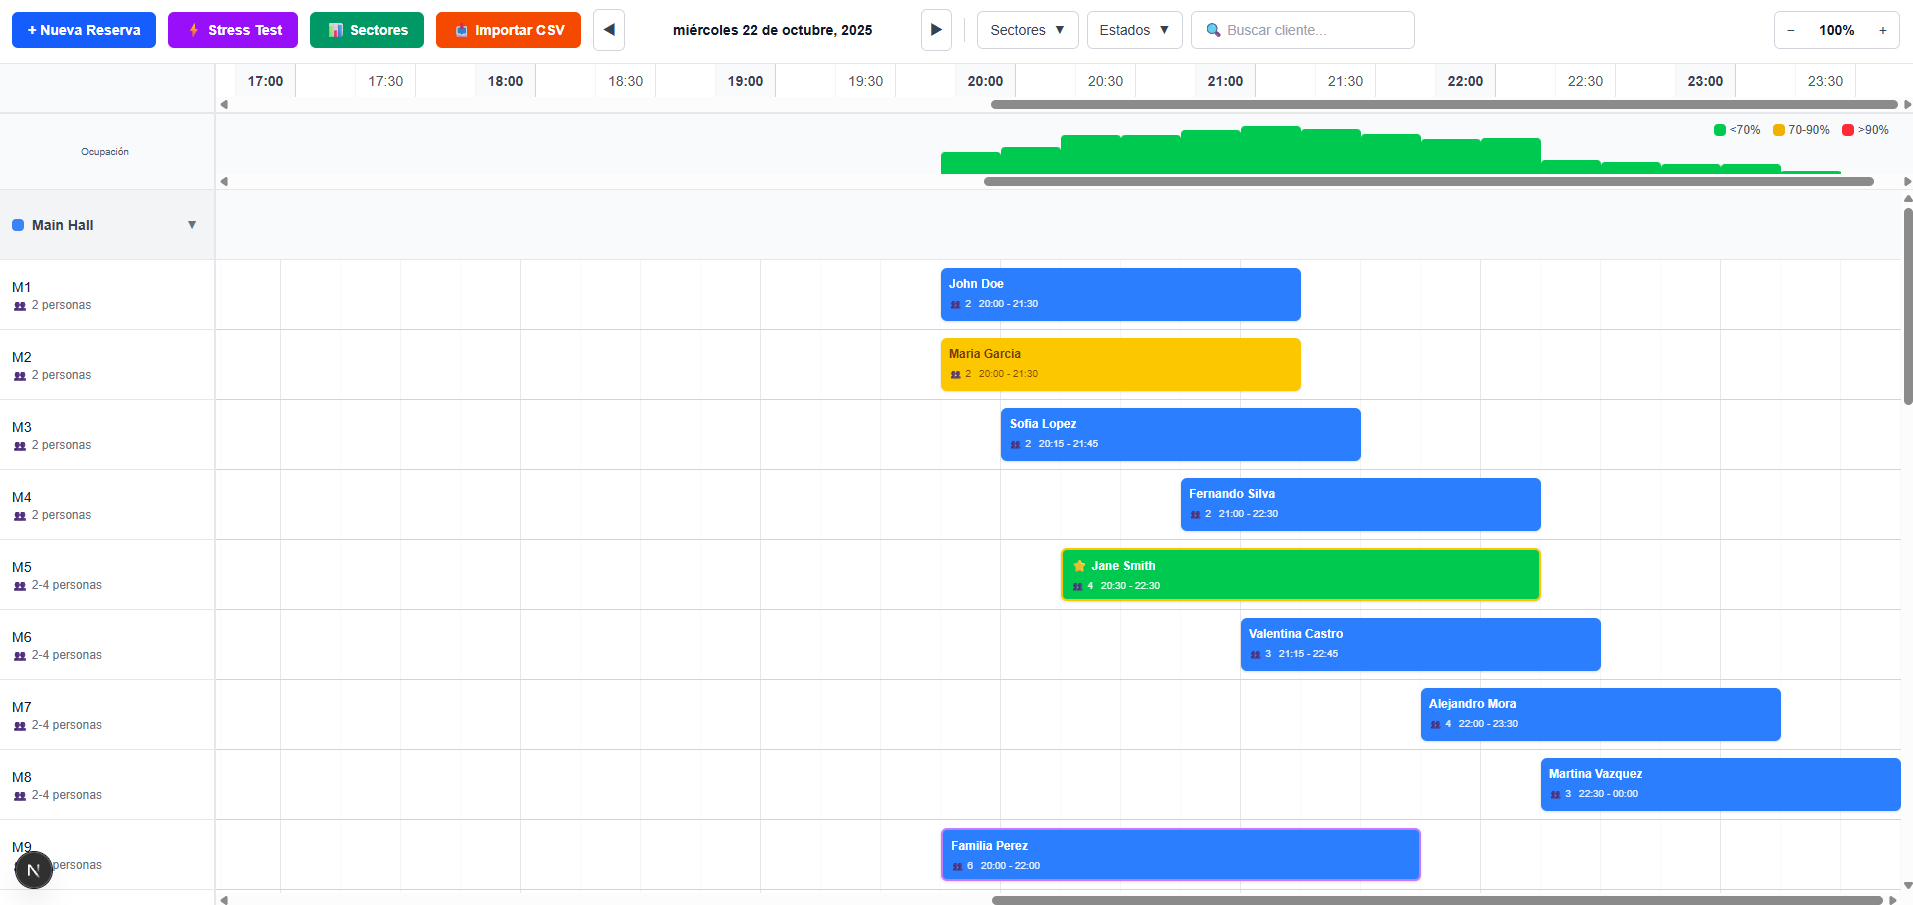 + Nueva Reserva
Stress Test
Sectores
Importar CSV
◀
miércoles 22 de octubre, 2025
▶
Sectores ▼
Estados ▼
Buscar cliente...
− 100% +
17:00 17:30 18:00 18:30 19:00 19:30 20:00 20:30 21:00 21:30 22:00 22:30 23:00 23:30
Ocupación
<70% 70-90% >90%
Main Hall ▼
M1
2 personas
John Doe
2 20:00 - 21:30
M2
2 personas
Maria Garcia
2 20:00 - 21:30
M3
2 personas
Sofia Lopez
2 20:15 - 21:45
M4
2 personas
Fernando Silva
2 21:00 - 22:30
M5
2-4 personas
Jane Smith
4 20:30 - 22:30
M6
2-4 personas
Valentina Castro
3 21:15 - 22:45
M7
2-4 personas
Alejandro Mora
4 22:00 - 23:30
M8
2-4 personas
Martina Vazquez
3 22:30 - 00:00
M9
personas
N
Familia Perez
6 20:00 - 22:00